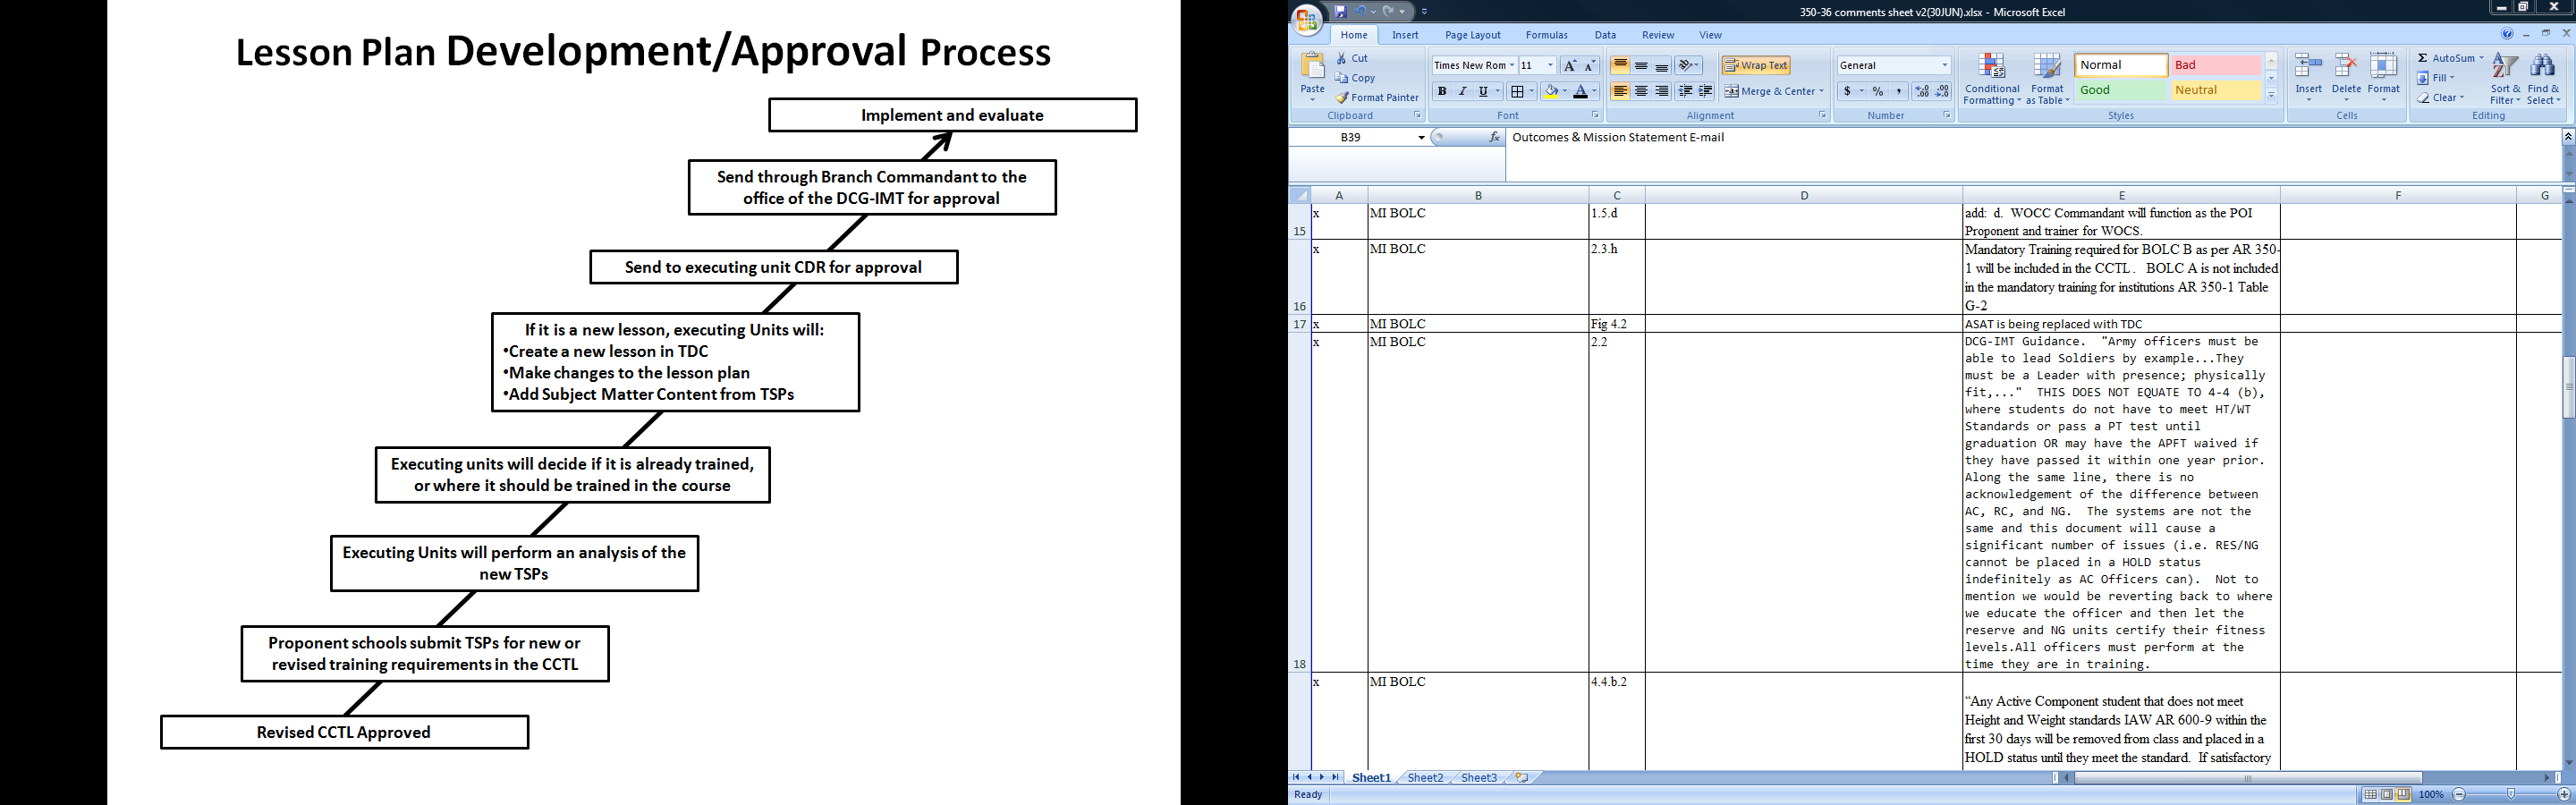 Lesson Plan Development/Approval Process
Implement and evaluate
Send through Branch Commandant to the
office of the DCG-IMT for approval
Send to executing unit CDR for approval
If it is a new lesson, executing Units will:
•Create a new lesson in TDC
•Make changes to the lesson plan
•Add Subject Matter Content from TSPs
Executing units will decide if it is already trained,
or where it should be trained in the course
Executing Units will perform an analysis of the
new TSPs
Proponent schools submit TSPs for new or
revised training requirements in the CCTL
Revised CCTL Approved
350-36 comments sheet v2(30JUN).xlsx - Microsoft Excel
Home Insert Page Layout Formulas Data Review View
Paste
Cut
Copy
Format Painter
Clipboard
Times New Rom 11
B I U
Font
Wrap Text
Merge & Center
Alignment
General
$ % ,
Number
Conditional Formatting
Format as Table
Normal Bad
Good Neutral
Styles
Insert Delete Format
Cells
Σ AutoSum
Fill
Clear
Sort & Filter
Find & Select
Editing
B39 fx Outcomes & Mission Statement E-mail
A B C D E F G
15 x MI BOLC 1.5.d add: d. WOCC Commandant will function as the POI
Proponent and trainer for WOCS.
16 x MI BOLC 2.3.h Mandatory Training required for BOLC B as per AR 350-
1 will be included in the CCTL. BOLC A is not included
in the mandatory training for institutions AR 350-1 Table
G-2
17 x MI BOLC Fig 4.2 ASAT is being replaced with TDC
18 x MI BOLC 2.2 DCG-IMT Guidance. "Army officers must be
able to lead Soldiers by example...They
must be a Leader with presence; physically
fit,..." THIS DOES NOT EQUATE TO 4-4 (b),
where students do not have to meet HT/WT
Standards or pass a PT test until
graduation OR may have the APFT waived if
they have passed it within one year prior.
Along the same line, there is no
acknowledgement of the difference between
AC, RC, and NG. The systems are not the
same and this document will cause a
significant number of issues (i.e. RES/NG
cannot be placed in a HOLD status
indefinitely as AC Officers can). Not to
mention we would be reverting back to where
we educate the officer and then let the
reserve and NG units certify their fitness
levels.All officers must perform at the
time they are in training.
x MI BOLC 4.4.b.2
“Any Active Component student that does not meet
Height and Weight standards IAW AR 600-9 within the
first 30 days will be removed from class and placed in a
HOLD status until they meet the standard. If satisfactory
Sheet1 Sheet2 Sheet3
Ready 100%